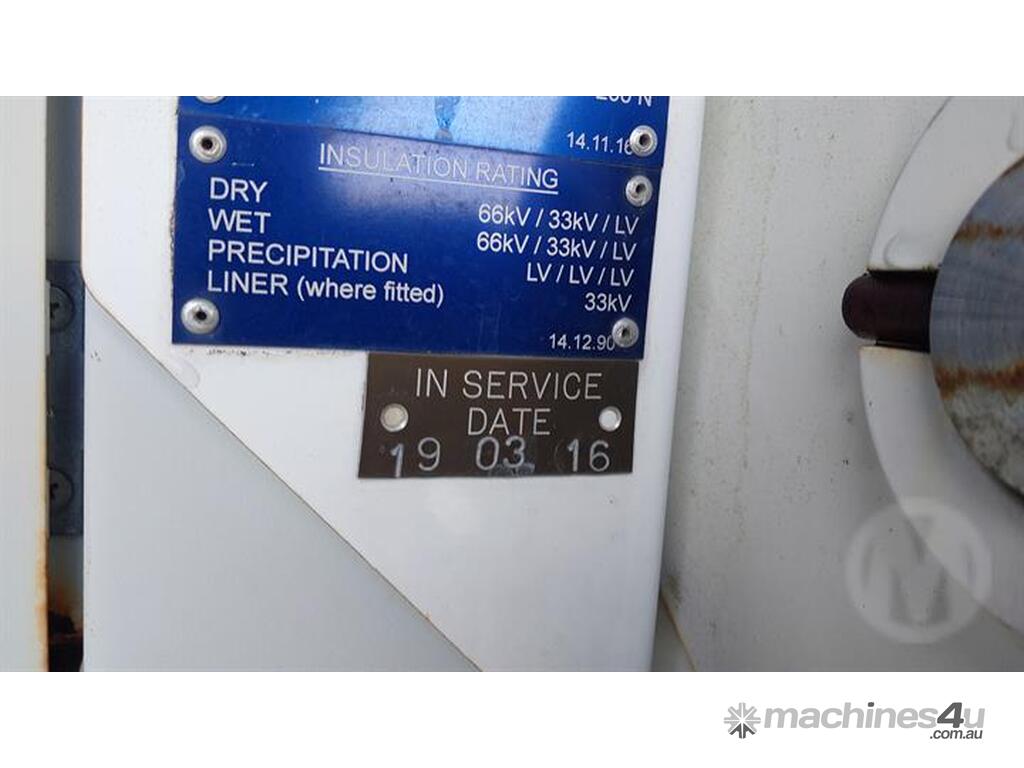 200 N
14.11.16
INSULATION RATING
DRY 66kV / 33kV / LV
WET 66kV / 33kV / LV
PRECIPITATION LV / LV / LV
LINER (where fitted) 33kV
14.12.90
IN SERVICE
DATE
19 03 16
M
machines4u
.com.au